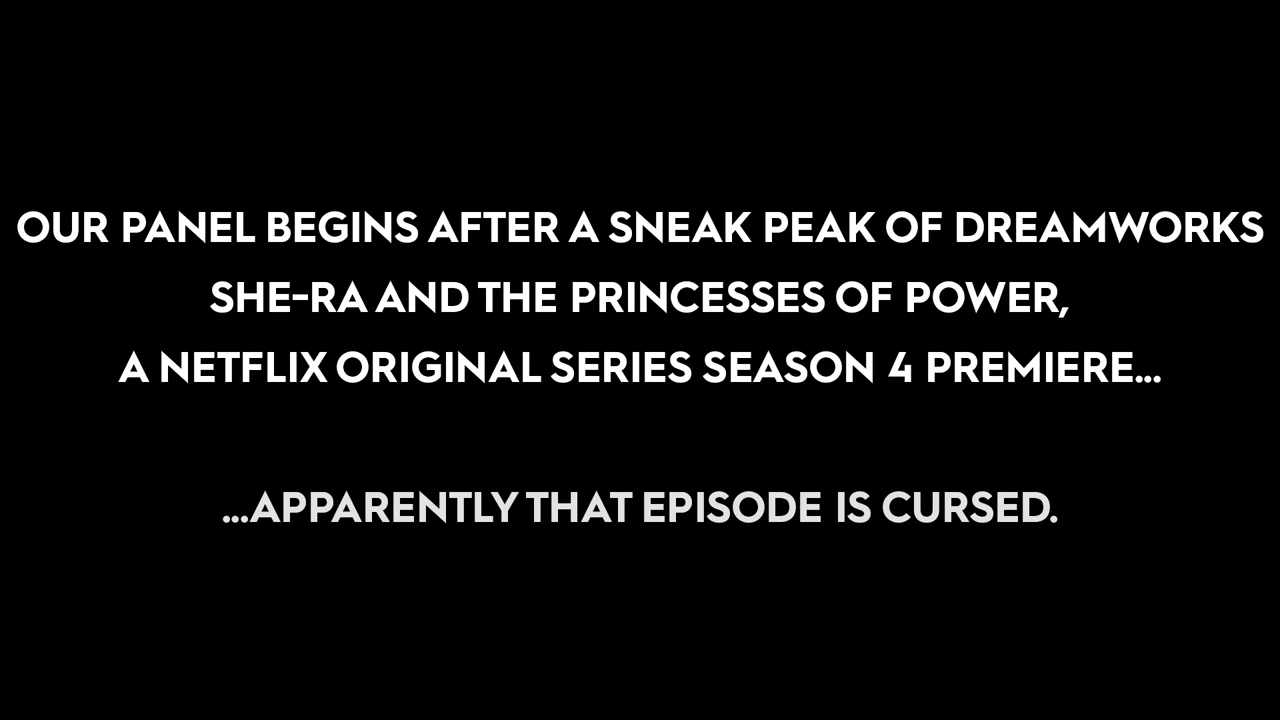 OUR PANEL BEGINS AFTER A SNEAK PEAK OF DREAMWORKS
SHE-RA AND THE PRINCESSES OF POWER,
A NETFLIX ORIGINAL SERIES SEASON 4 PREMIERE...
...APPARENTLY THAT EPISODE IS CURSED.